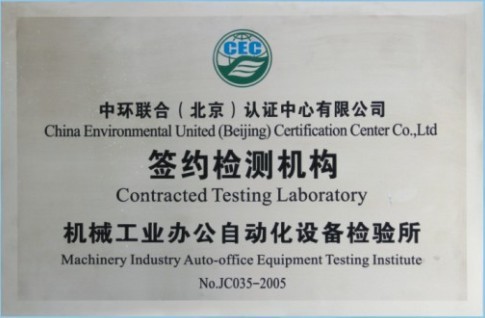 CEC
中环联合（北京）认证中心有限公司
China Environmental United (Beijing) Certification Center Co.,Ltd
签约检测机构
Contracted Testing Laboratory
机械工业办公自动化设备检验所
Machinery Industry Auto-office Equipment Testing Institute
No.JC035-2005